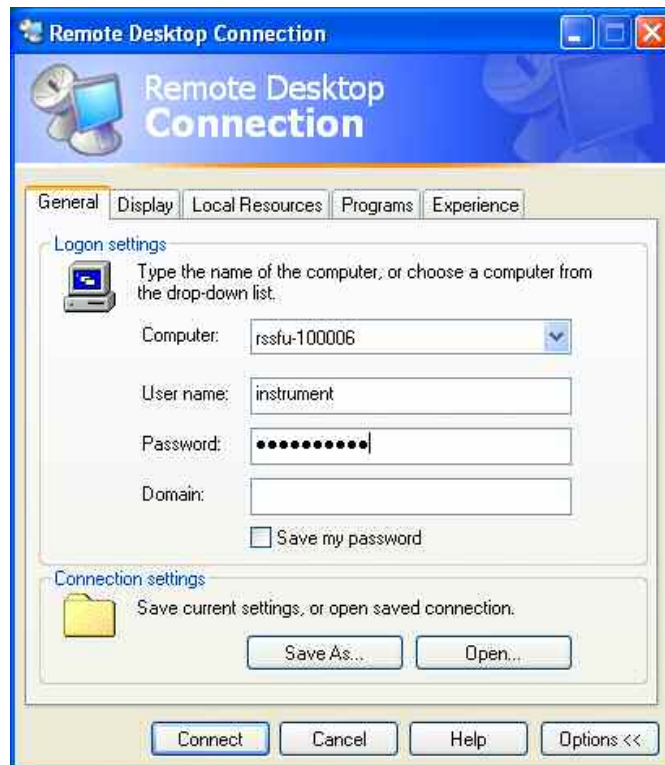 Remote Desktop Connection
Remote Desktop
Connection
General Display Local Resources Programs Experience
Logon settings
Type the name of the computer, or choose a computer from
the drop-down list.
Computer: rssfu-100006
User name: instrument
Password: ●●●●●●●●●●
Domain:
Save my password
Connection settings
Save current settings, or open saved connection.
Save As... Open...
Connect Cancel Help Options <<